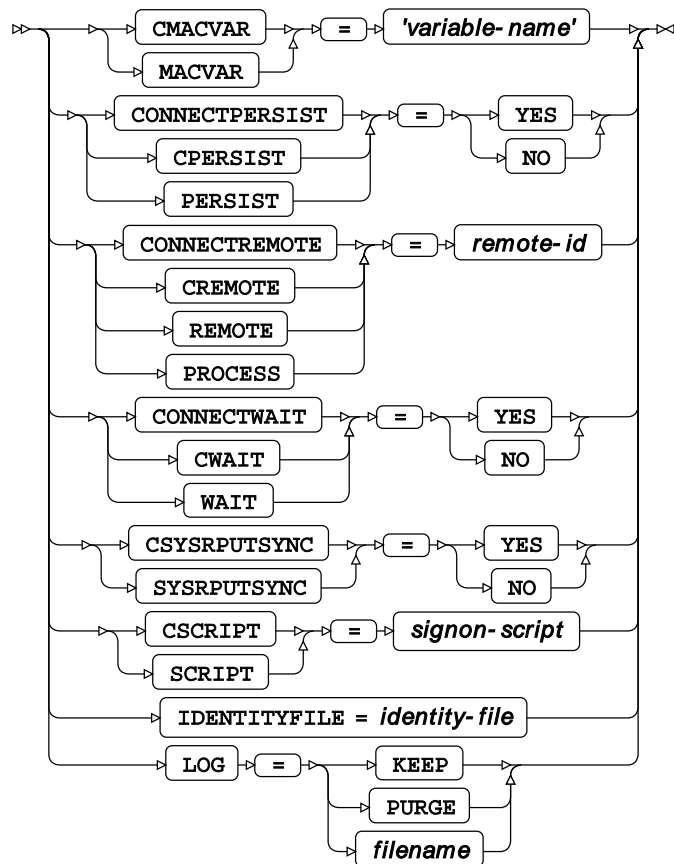 CMACVAR = 'variable-name'
MACVAR
CONNECTPERSIST = YES
CPERSIST NO
PERSIST
CONNECTREMOTE = remote-id
CREMOTE
REMOTE
PROCESS
CONNECTWAIT = YES
CWAIT NO
WAIT
CSYSRPUTSYNC = YES
SYSRPUTSYNC NO
CSCRIPT = signon-script
SCRIPT
IDENTITYFILE = identity-file
LOG = KEEP
PURGE
filename